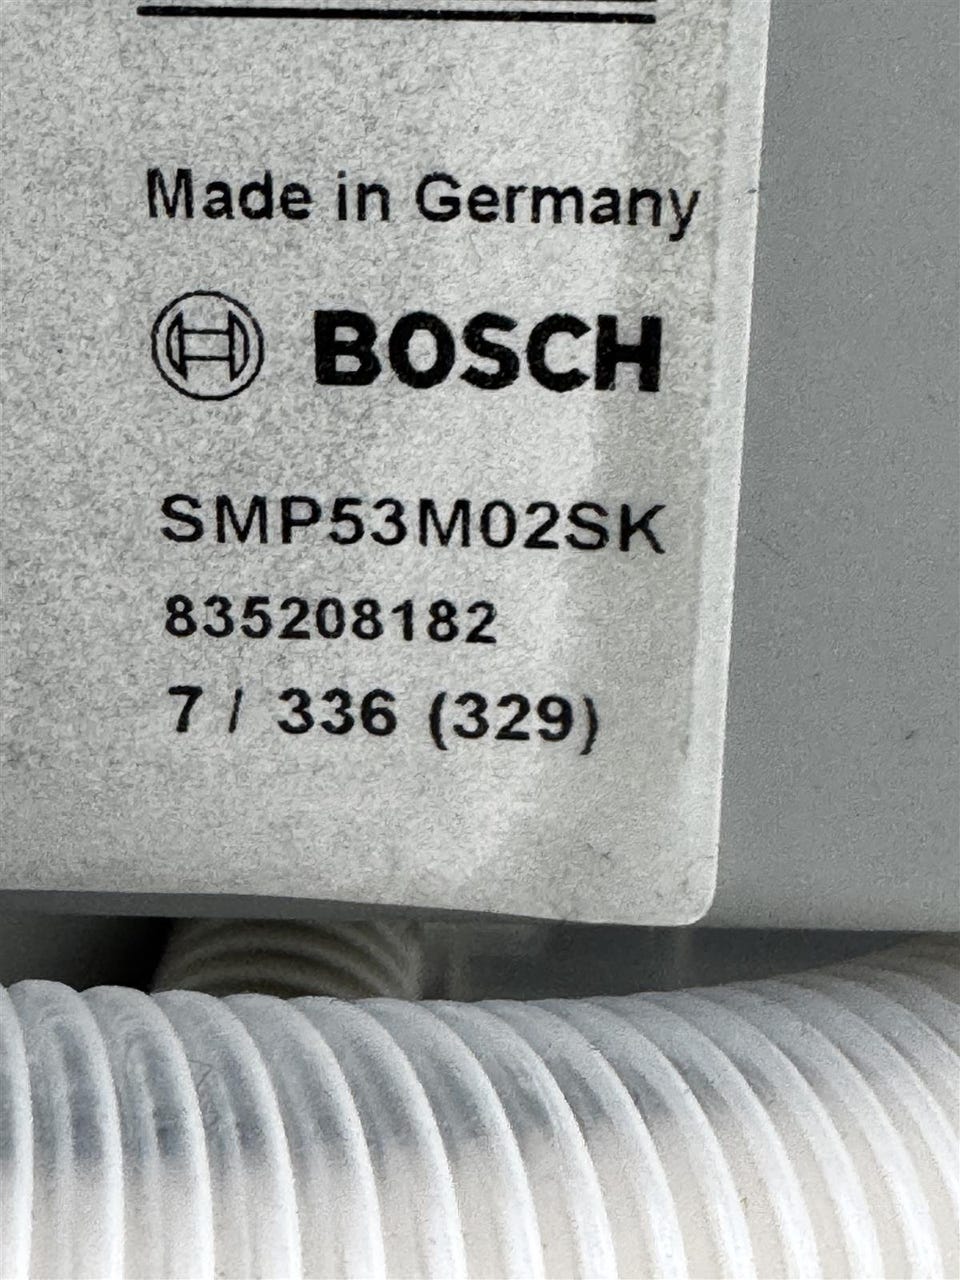 Made in Germany
BOSCH
SMP53M02SK
835208182
7 / 336 (329)